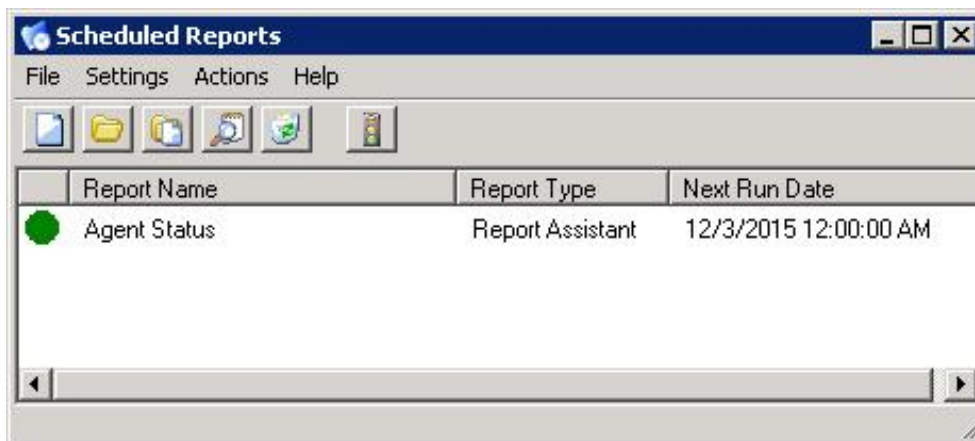 Scheduled Reports
File Settings Actions Help
Report Name Report Type Next Run Date
Agent Status Report Assistant 12/3/2015 12:00:00 AM